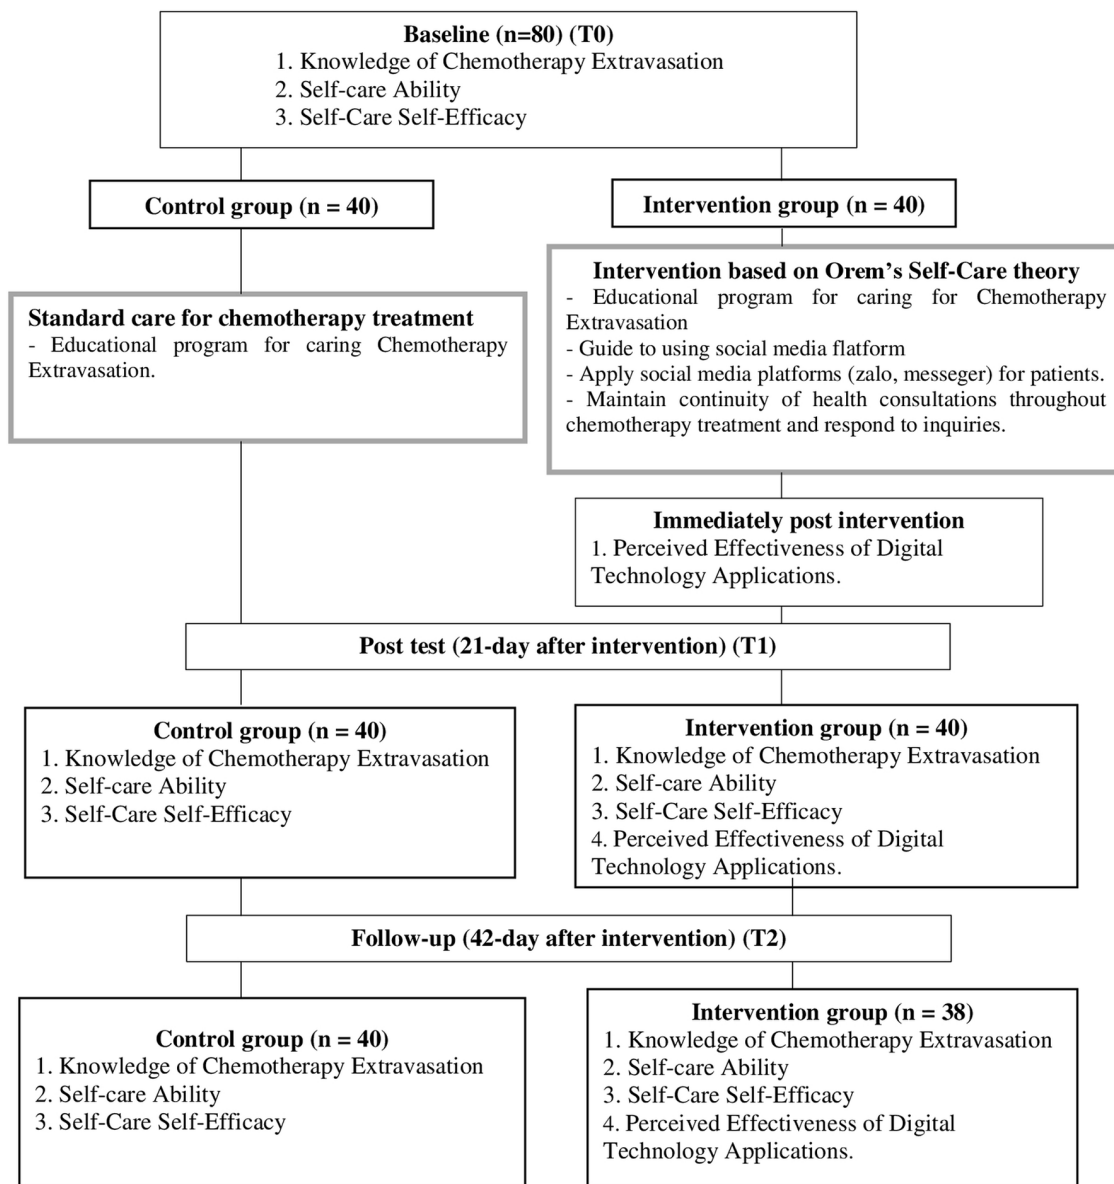 Baseline (n=80) (T0)
1. Knowledge of Chemotherapy Extravasation
2. Self-care Ability
3. Self-Care Self-Efficacy
Control group (n = 40)
Intervention group (n = 40)
Standard care for chemotherapy treatment
- Educational program for caring Chemotherapy
Extravasation.
Intervention based on Orem's Self-Care theory
- Educational program for caring for Chemotherapy
Extravasation
- Guide to using social media flatform
- Apply social media platforms (zalo, messeger) for patients.
- Maintain continuity of health consultations throughout
chemotherapy treatment and respond to inquiries.
Immediately post intervention
1. Perceived Effectiveness of Digital
Technology Applications.
Post test (21-day after intervention) (T1)
Control group (n = 40)
1. Knowledge of Chemotherapy Extravasation
2. Self-care Ability
3. Self-Care Self-Efficacy
Intervention group (n = 40)
1. Knowledge of Chemotherapy Extravasation
2. Self-care Ability
3. Self-Care Self-Efficacy
4. Perceived Effectiveness of Digital
Technology Applications.
Follow-up (42-day after intervention) (T2)
Control group (n = 40)
1. Knowledge of Chemotherapy Extravasation
2. Self-care Ability
3. Self-Care Self-Efficacy
Intervention group (n = 38)
1. Knowledge of Chemotherapy Extravasation
2. Self-care Ability
3. Self-Care Self-Efficacy
4. Perceived Effectiveness of Digital
Technology Applications.